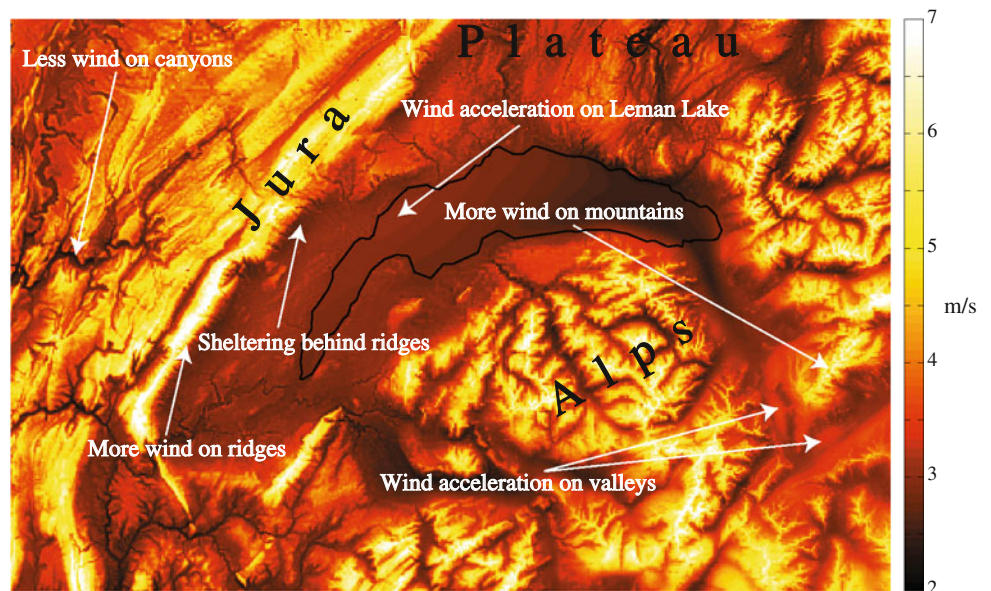 Plateau
7
Less wind on canyons
Wind acceleration on Leman Lake
Jura
6
More wind on mountains
5
m/s
Sheltering behind ridges
Alps
4
More wind on ridges
Wind acceleration on valleys
3
2